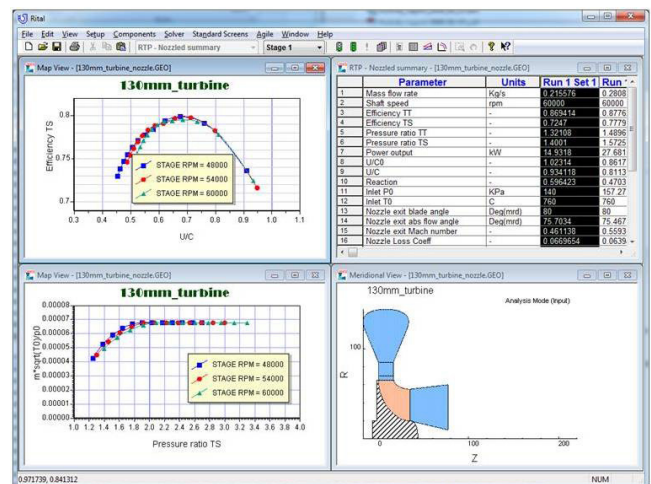 Rital
File Edit View Setup Components Solver Standard Screens Agile Window Help
RTP - Nozzled summary Stage 1
Map View - [130mm_turbine_nozzle.GEO]
130mm_turbine
Efficiency TS
0.8
0.75
0.7
STAGE RPM = 48000
STAGE RPM = 54000
STAGE RPM = 60000
0.3 0.4 0.5 0.6 0.7 0.8 0.9 1.0 1.1
U/C
RTP - Nozzled summary - [130mm_turbine_nozzle.GEO]
Parameter Units Run 1 Set 1 Run
1 Mass flow rate Kg/s 0.215576 0.2808
2 Shaft speed rpm 60000 60000
3 Efficiency TT - 0.869414 0.8776
4 Efficiency TS - 0.7247 0.7779
5 Pressure ratio TT - 1.32108 1.4896
6 Pressure ratio TS - 1.4001 1.5725
7 Power output kW 14.9318 27.681
8 U/C0 - 1.02314 0.8617
9 U/C - 0.934118 0.8113
10 Reaction - 0.596423 0.4703
11 Inlet P0 KPa 140 157.27
12 Inlet T0 C 760 760
13 Nozzle exit blade angle Deg(mrd) 80 80
14 Nozzle exit abs flow angle Deg(mrd) 75.7034 75.467
15 Nozzle exit Mach number - 0.461138 0.5593
16 Nozzle Loss Coeff - 0.0669654 0.0639
Map View - [130mm_turbine_nozzle.GEO]
130mm_turbine
m*sqrt(T0)/p0
0.00008
0.00007
0.00006
0.00005
0.00004
0.00003
0.00002
0.00001
0.00000
STAGE RPM = 48000
STAGE RPM = 54000
STAGE RPM = 60000
1.0 1.2 1.4 1.6 1.8 2.0 2.2 2.4 2.6 2.8 3.0 3.2 3.4 3.6 3.8 4.0
Pressure ratio TS
Meridional View - [130mm_turbine_nozzle.GEO]
130mm_turbine
Analysis Mode (Input)
R
100
0 100 200
Z
0.971739, 0.841312 NUM